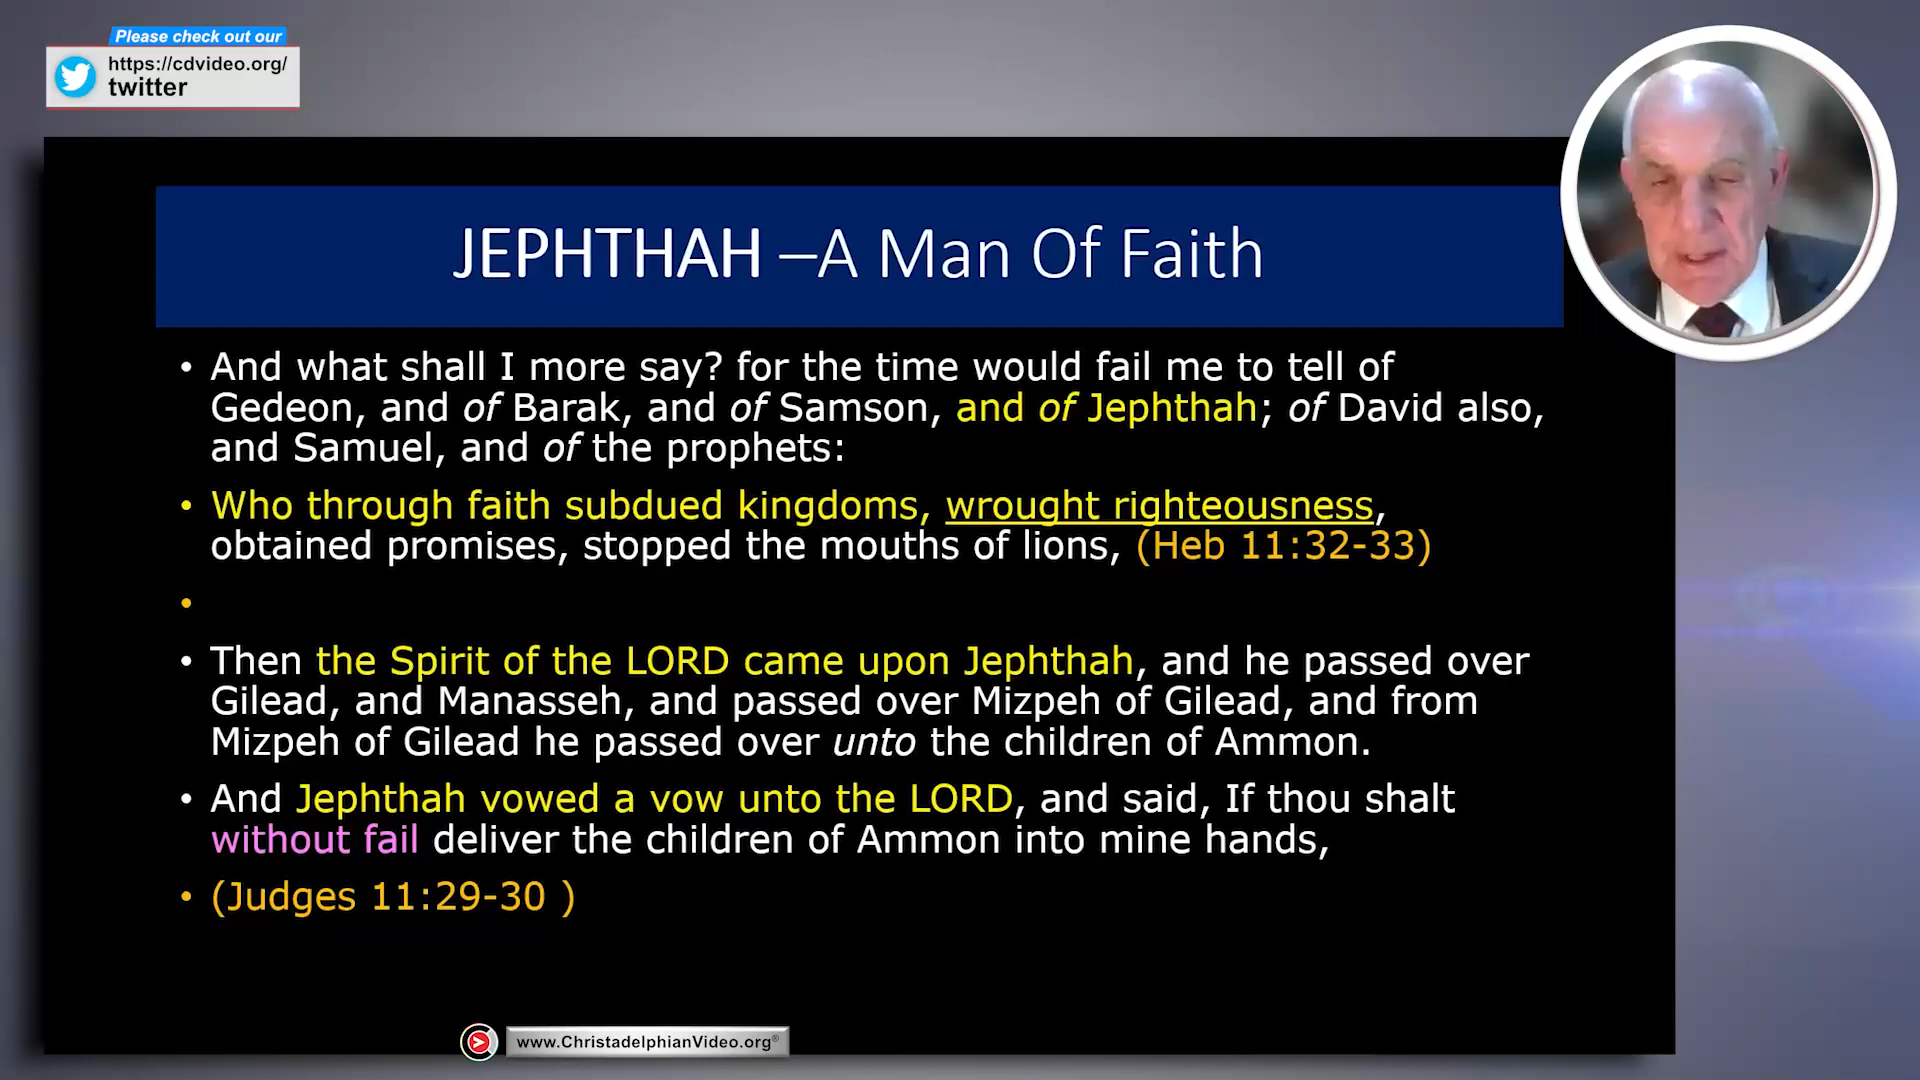 Please check out our
https://cdvideo.org/
twitter
JEPHTHAH –A Man Of Faith
• And what shall I more say? for the time would fail me to tell of
Gedeon, and of Barak, and of Samson, and of Jephthah; of David also,
and Samuel, and of the prophets:
• Who through faith subdued kingdoms, wrought righteousness,
obtained promises, stopped the mouths of lions, (Heb 11:32-33)
•
• Then the Spirit of the LORD came upon Jephthah, and he passed over
Gilead, and Manasseh, and passed over Mizpeh of Gilead, and from
Mizpeh of Gilead he passed over unto the children of Ammon.
• And Jephthah vowed a vow unto the LORD, and said, If thou shalt
without fail deliver the children of Ammon into mine hands,
• (Judges 11:29-30 )
www.ChristadelphianVideo.org®